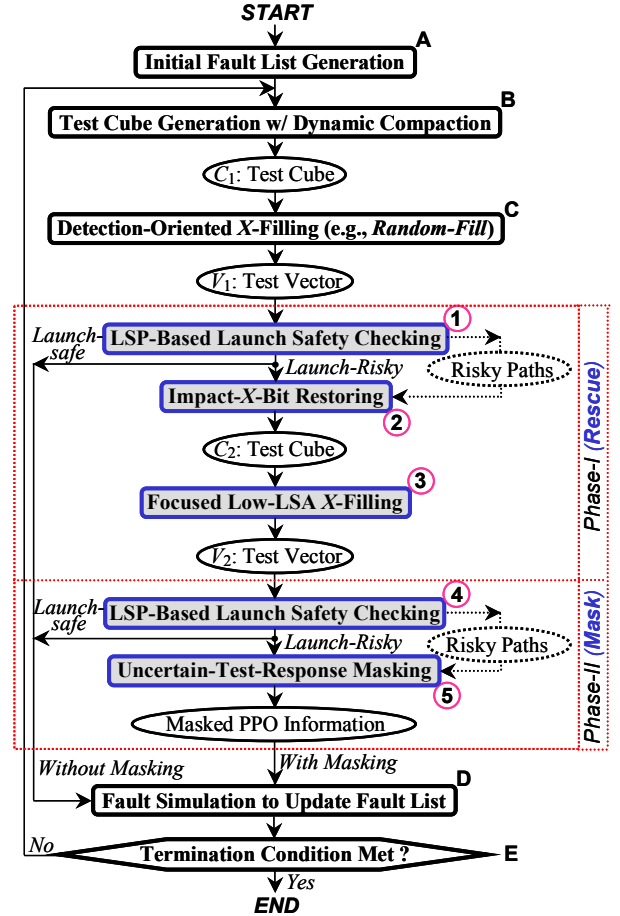 START
A
Initial Fault List Generation
B
Test Cube Generation w/ Dynamic Compaction
C₁: Test Cube
C
Detection-Oriented X-Filling (e.g., Random-Fill)
V₁: Test Vector
1
Launch-
safe
LSP-Based Launch Safety Checking
Launch-Risky
Risky Paths
Impact-X-Bit Restoring
2
C₂: Test Cube
3
Focused Low-LSA X-Filling
V₂: Test Vector
Phase-I (Rescue)
4
Launch-
safe
LSP-Based Launch Safety Checking
Launch-Risky
Risky Paths
Uncertain-Test-Response Masking
5
Masked PPO Information
Phase-II (Mask)
Without Masking
With Masking
D
Fault Simulation to Update Fault List
No
Termination Condition Met ?
E
Yes
END